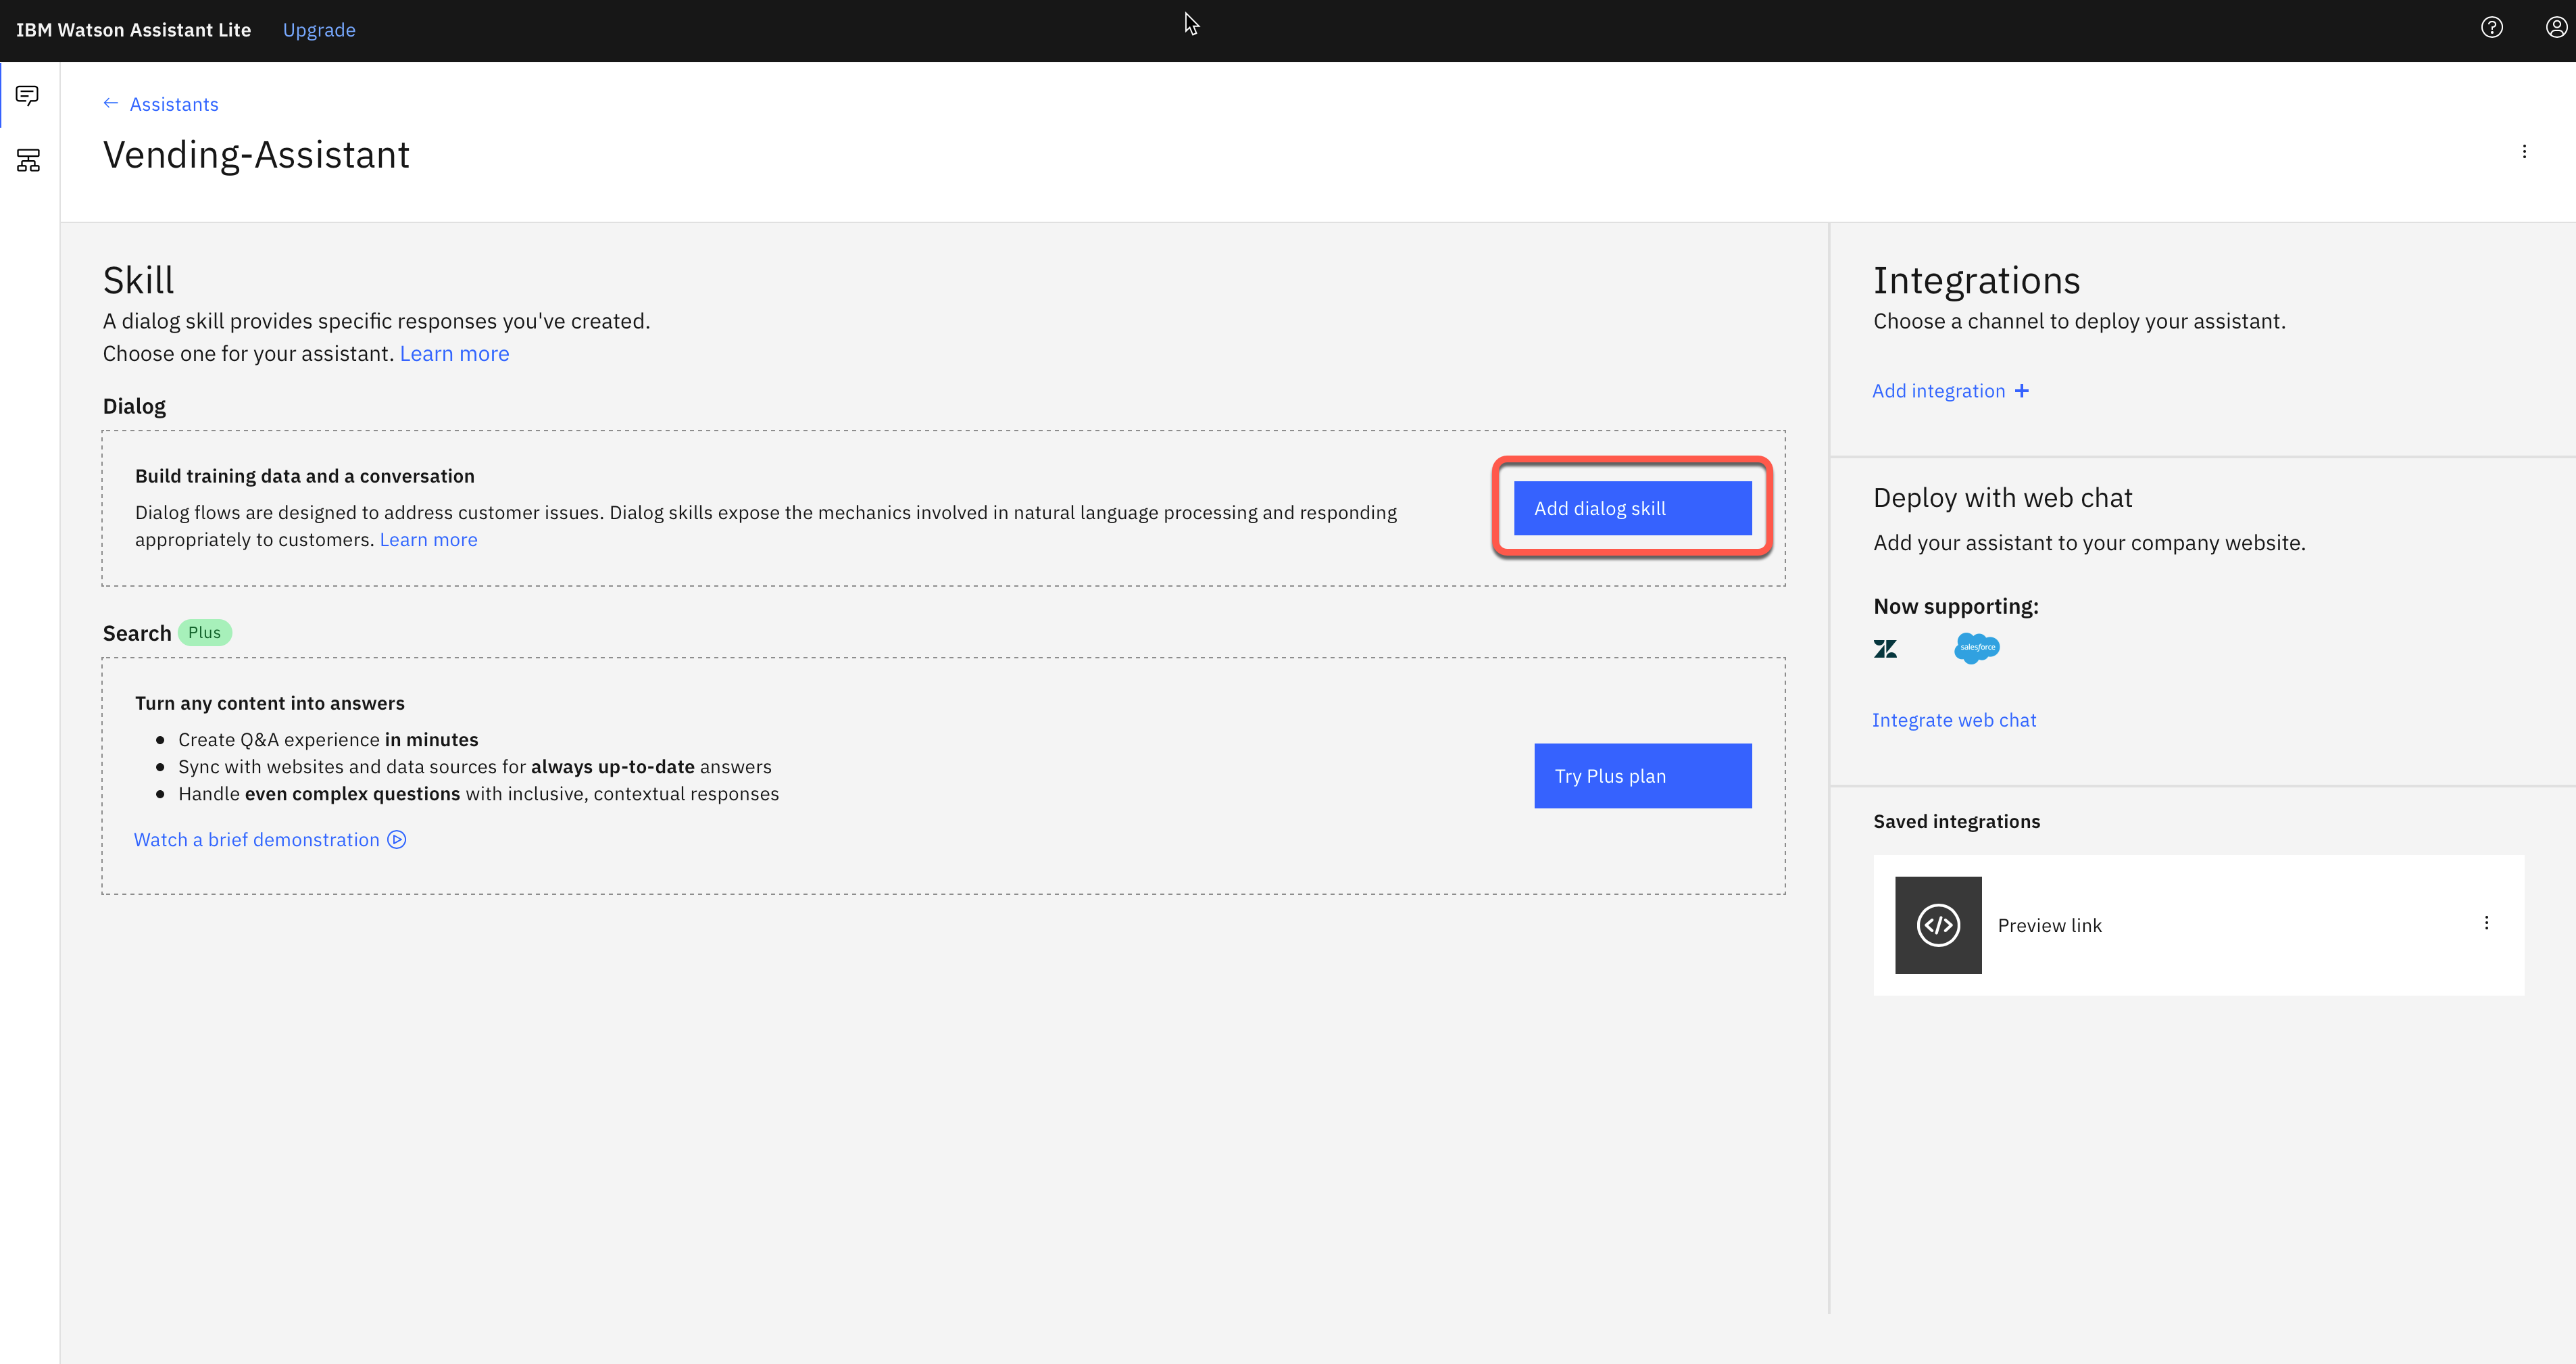 IBM Watson Assistant Lite
Upgrade
Assistants
Vending-Assistant
Skill
A dialog skill provides specific responses you've created.
Choose one for your assistant. Learn more
Dialog
Build training data and a conversation
Dialog flows are designed to address customer issues. Dialog skills expose the mechanics involved in natural language processing and responding
appropriately to customers. Learn more
Add dialog skill
Search Plus
Turn any content into answers
Create Q&A experience in minutes
Sync with websites and data sources for always up-to-date answers
Handle even complex questions with inclusive, contextual responses
Watch a brief demonstration
Try Plus plan
Integrations
Choose a channel to deploy your assistant.
Add integration +
Deploy with web chat
Add your assistant to your company website.
Now supporting:
salesforce
Integrate web chat
Saved integrations
Preview link